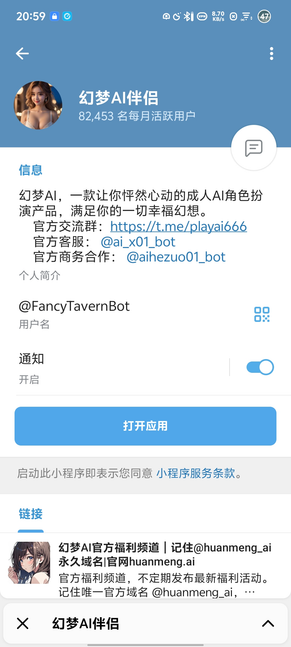 20:59
8.70
KB/s
47
幻梦AI伴侣
82,453 名每月活跃用户
信息
幻梦AI，一款让你怦然心动的成人AI角色扮
演产品，满足你的一切幸福幻想。
官方交流群：https://t.me/playai666
官方客服： @ai_x01_bot
官方商务合作： @aihezuo01_bot
个人简介
@FancyTavernBot
用户名
通知
开启
打开应用
启动此小程序即表示您同意 小程序服务条款。
链接
幻梦AI官方福利频道｜记住@huanmeng_ai
永久域名|官网huanmeng.ai
官方福利频道，不定期发布最新福利活动。
记住唯一官方域名 @huanmeng_ai，…
幻梦AI伴侣